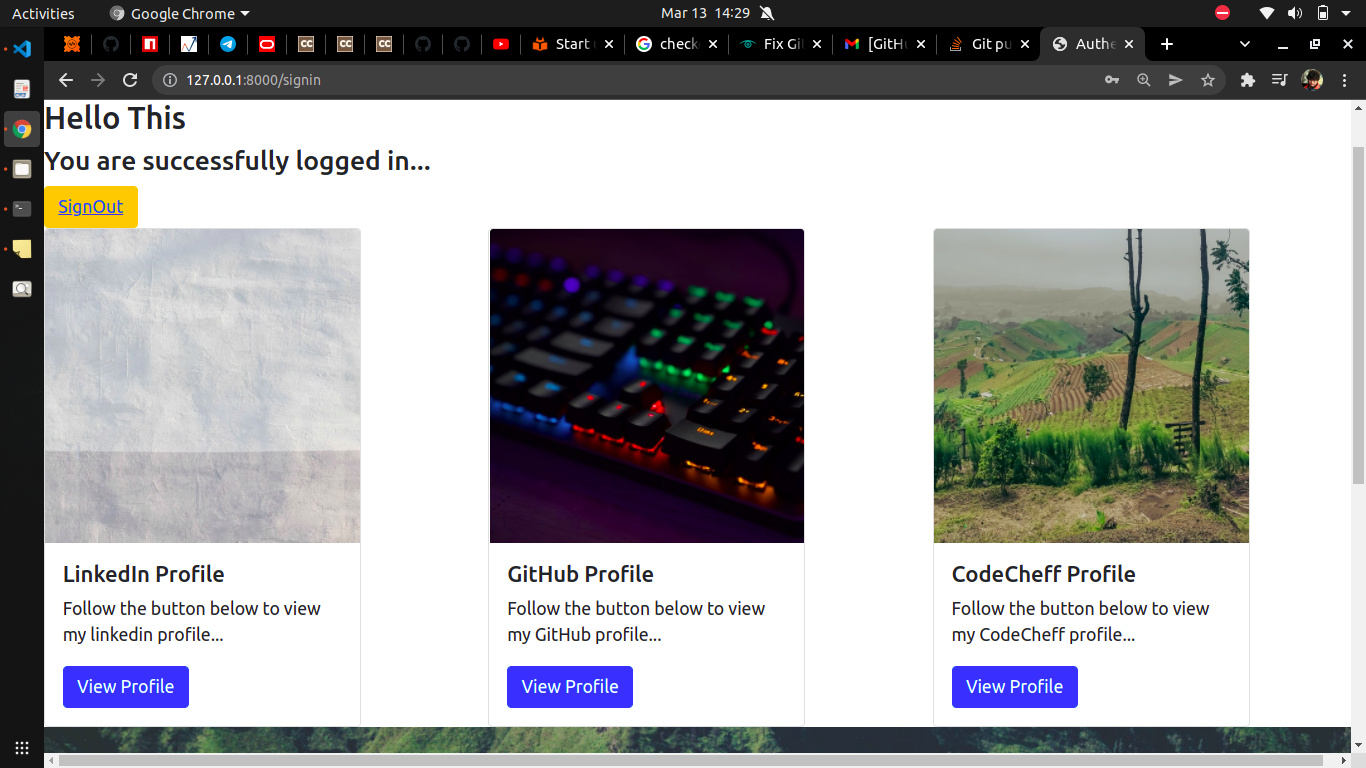 Activities
Google Chrome
Mar 13 14:29
Start
check
Fix Gi
[GitHu
Git pu
Authe
127.0.0.1:8000/signin
Hello This
You are successfully logged in...
SignOut
LinkedIn Profile
Follow the button below to view
my linkedin profile...
View Profile
GitHub Profile
Follow the button below to view
my GitHub profile...
View Profile
CodeCheff Profile
Follow the button below to view
my CodeCheff profile...
View Profile